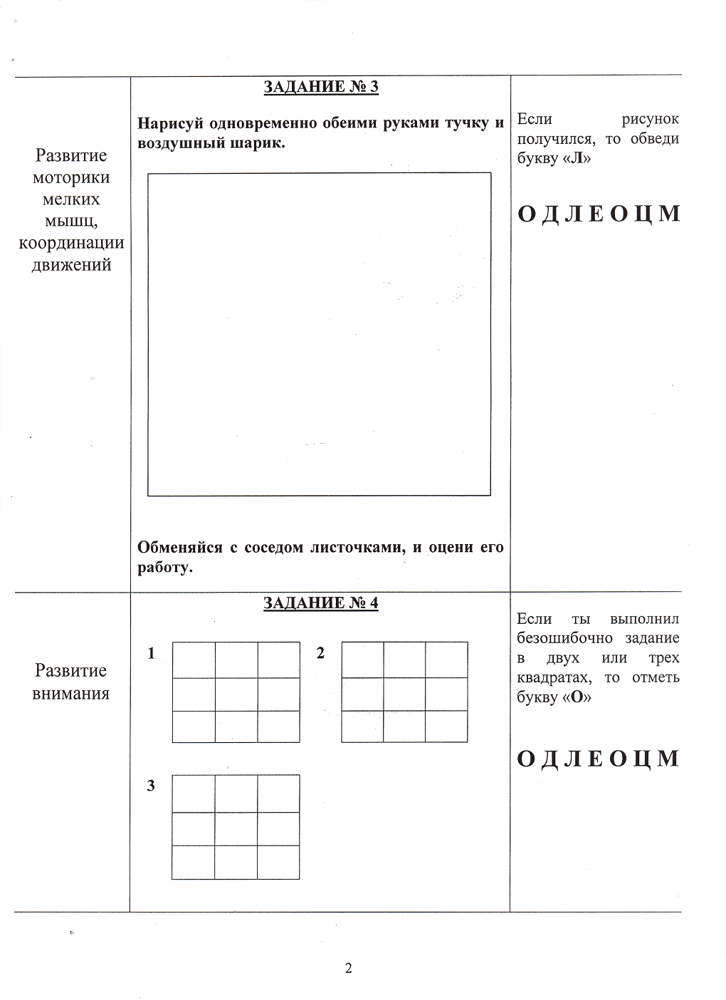 ЗАДАНИЕ № 3
Развитие
моторики
мелких
мышц,
координации
движений
Нарисуй одновременно обеими руками тучку и
воздушный шарик.
Обменяйся с соседом листочками, и оцени его
работу.
Если рисунок
получился, то обведи
букву «Л»
О Д Л Е О Ц М
ЗАДАНИЕ № 4
Развитие
внимания
1
2
3
Если ты выполнил
безошибочно задание
в двух или трех
квадратах, то отметь
букву «О»
О Д Л Е О Ц М
2